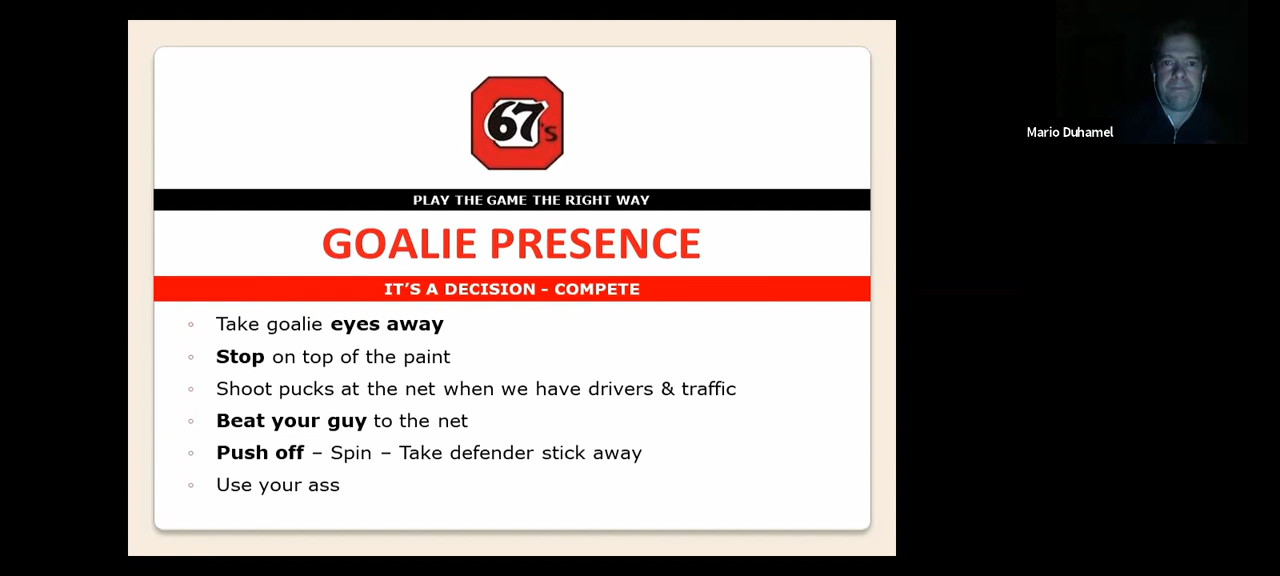 67's
Mario Duhamel
PLAY THE GAME THE RIGHT WAY
GOALIE PRESENCE
IT'S A DECISION - COMPETE
◦ Take goalie eyes away
◦ Stop on top of the paint
◦ Shoot pucks at the net when we have drivers & traffic
◦ Beat your guy to the net
◦ Push off – Spin – Take defender stick away
◦ Use your ass